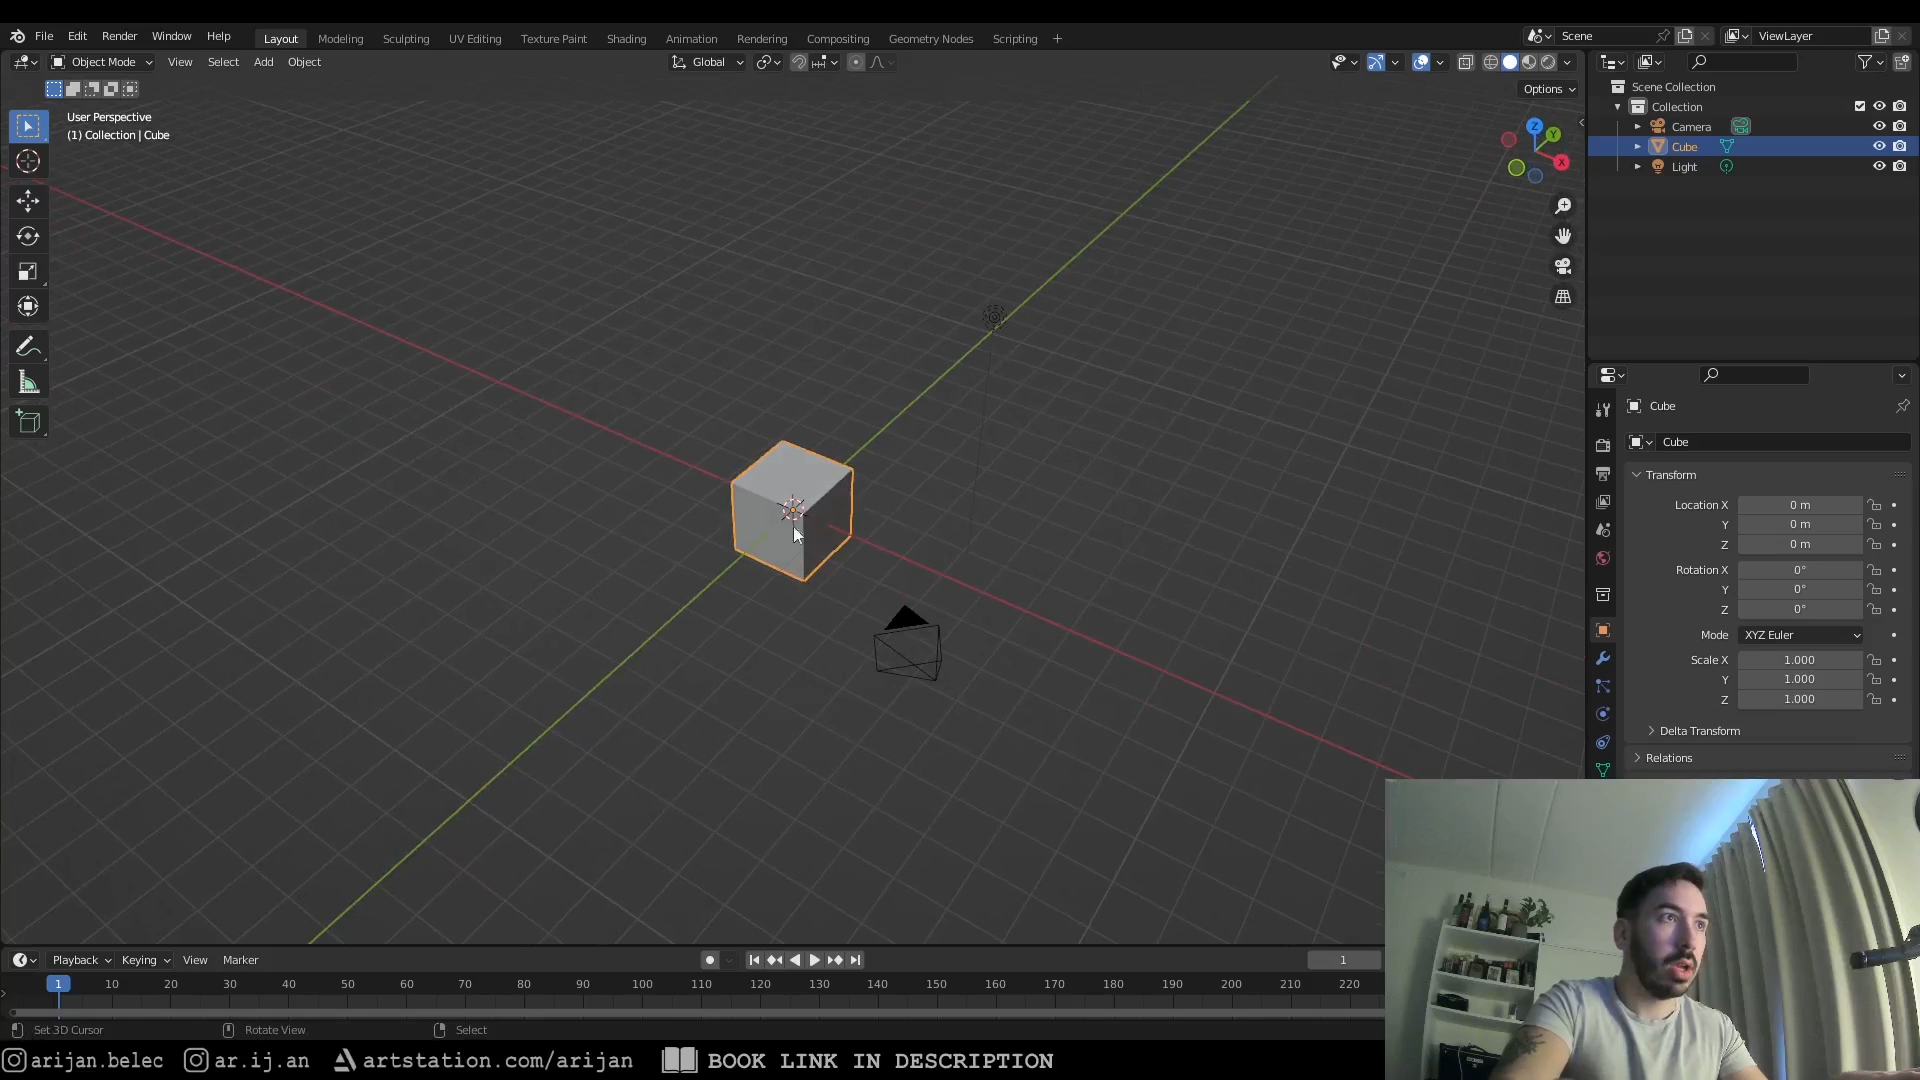 File Edit Render Window Help Layout Modeling Sculpting UV Editing Texture Paint Shading Animation Rendering Compositing Geometry Nodes Scripting + Scene ViewLayer
Object Mode View Select Add Object Global
Options
User Perspective
(1) Collection | Cube
Z
Y
X
Scene Collection
Collection
Camera
Cube
Light
Cube
Cube
Transform
Location X 0 m
Y 0 m
Z 0 m
Rotation X 0°
Y 0°
Z 0°
Mode XYZ Euler
Scale X 1.000
Y 1.000
Z 1.000
Delta Transform
Relations
Playback Keying View Marker 1
1 10 20 30 40 50 60 70 80 90 100 110 120 130 140 150 160 170 180 190 200 210 220
Set 3D Cursor Rotate View Select
arijan.belec ar.ij.an artstation.com/arijan BOOK LINK IN DESCRIPTION